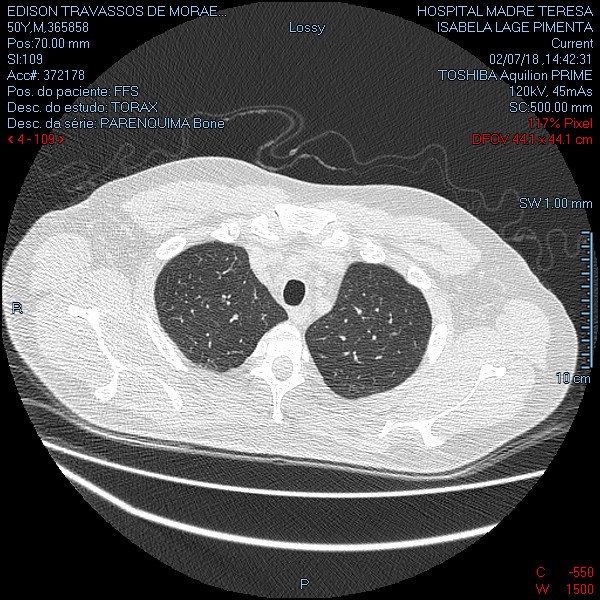 EDISON TRAVASSOS DE MORAE...
50Y,M,365858
Pos:70.00 mm
SI:109
Acc#: 372178
Pos. do paciente: FFS
Desc. do estudo: TORAX
Desc. da série: PARENQUIMA Bone
< 4 - 109 >
Lossy
HOSPITAL MADRE TERESA
ISABELA LAGE PIMENTA
Current
02/07/18 ,14:42:31
TOSHIBA Aquilion PRIME
120kV, 45mAs
SC:500.00 mm
117% Pixel
DFOV 44.1 x 44.1 cm
SW 1.00 mm
R
10 cm
P
C -550
W 1500